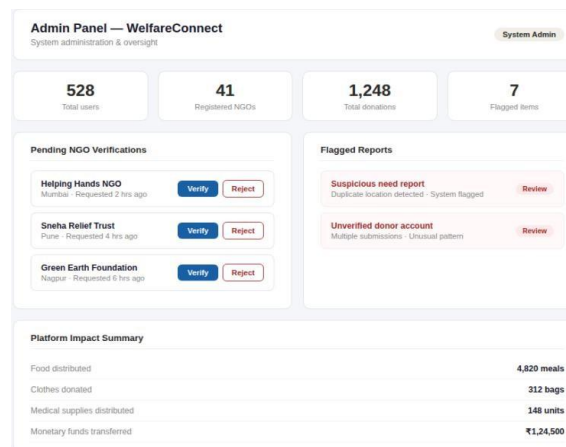 Admin Panel — WelfareConnect
System administration & oversight
System Admin
528
Total users
41
Registered NGOs
1,248
Total donations
7
Flagged items
Pending NGO Verifications
Helping Hands NGO
Mumbai · Requested 2 hrs ago
Verify
Reject
Sneha Relief Trust
Pune · Requested 4 hrs ago
Verify
Reject
Green Earth Foundation
Nagpur · Requested 6 hrs ago
Verify
Reject
Flagged Reports
Suspicious need report
Duplicate location detected · System flagged
Review
Unverified donor account
Multiple submissions · Unusual pattern
Review
Platform Impact Summary
Food distributed 4,820 meals
Clothes donated 312 bags
Medical supplies distributed 148 units
Monetary funds transferred ₹1,24,500